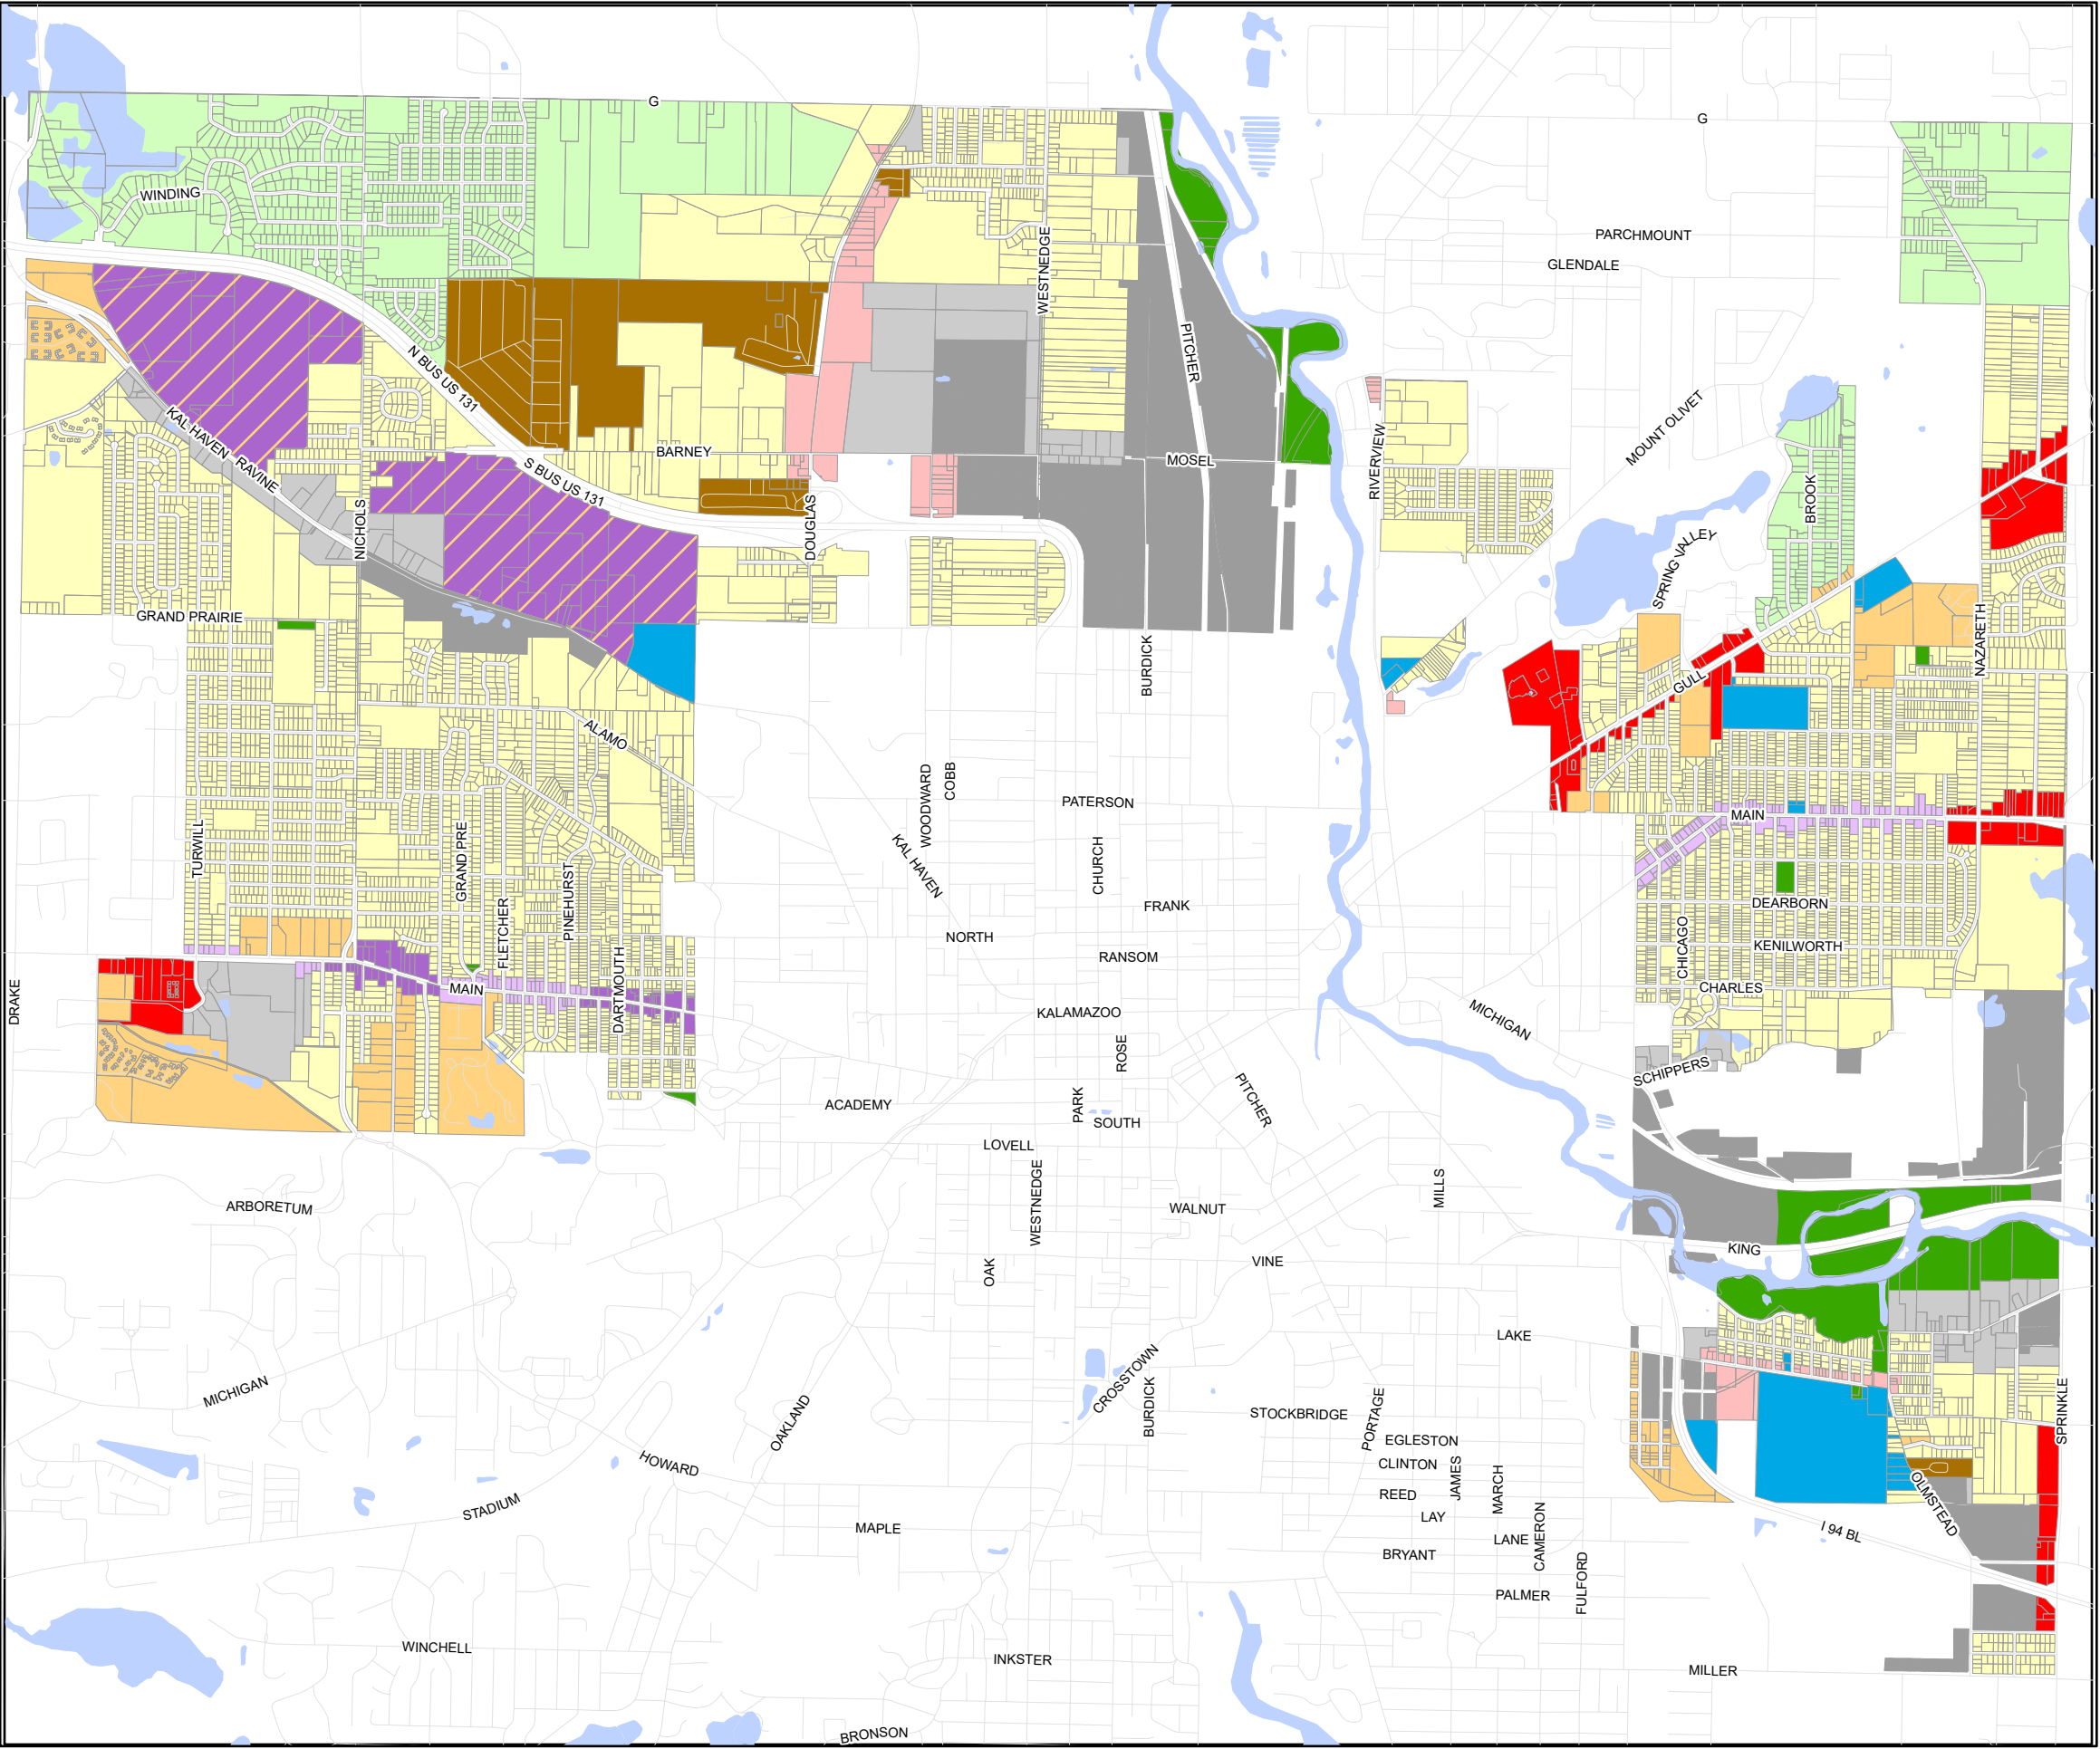 G
G
WINDING
PARCHMOUNT
GLENDALE
WESTNEDGE
PITCHER
N BUS US 131
KAL HAVEN
RAVINE
BARNEY
MOSEL
S BUS US 131
RIVERVIEW
MOUNT OLIVET
BROOK
NICHOLS
DOUGLAS
SPRING VALLEY
GRAND PRAIRIE
NAZARETH
BURDICK
GULL
ALAMO
WOODWARD
COBB
PATERSON
MAIN
TURWILL
GRAND PRE
KAL HAVEN
CHURCH
PINEHURST
FLETCHER
FRANK
DEARBORN
NORTH
CHICAGO
KENILWORTH
RANSOM
DARTMOUTH
MAIN
CHARLES
DRAKE
KALAMAZOO
MICHIGAN
ROSE
SCHIPPERS
ACADEMY
PARK
PITCHER
SOUTH
LOVELL
WESTNEDGE
MILLS
ARBORETUM
WALNUT
KING
OAK
VINE
LAKE
MICHIGAN
CROSSTOWN
BURDICK
OAKLAND
STOCKBRIDGE
PORTAGE
SPRINKLE
EGLESTON
HOWARD
CLINTON
JAMES
MARCH
REED
STADIUM
LAY
OLMSTEAD
MAPLE
LANE
CAMERON
I 94 BL
BRYANT
FULFORD
PALMER
WINCHELL
INKSTER
MILLER
BRONSON